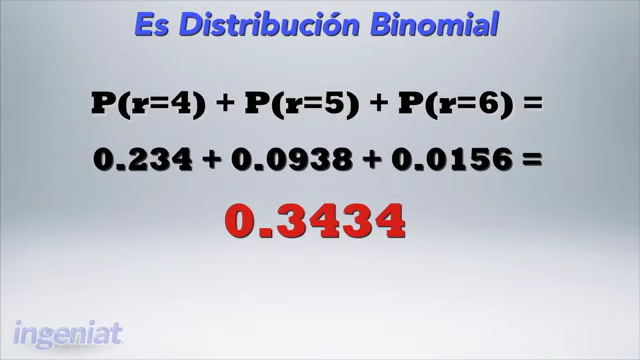 Es Distribución Binomial
P(r=4) + P(r=5) + P(r=6) =
0.234 + 0.0938 + 0.0156 =
0.3434
ingeniat